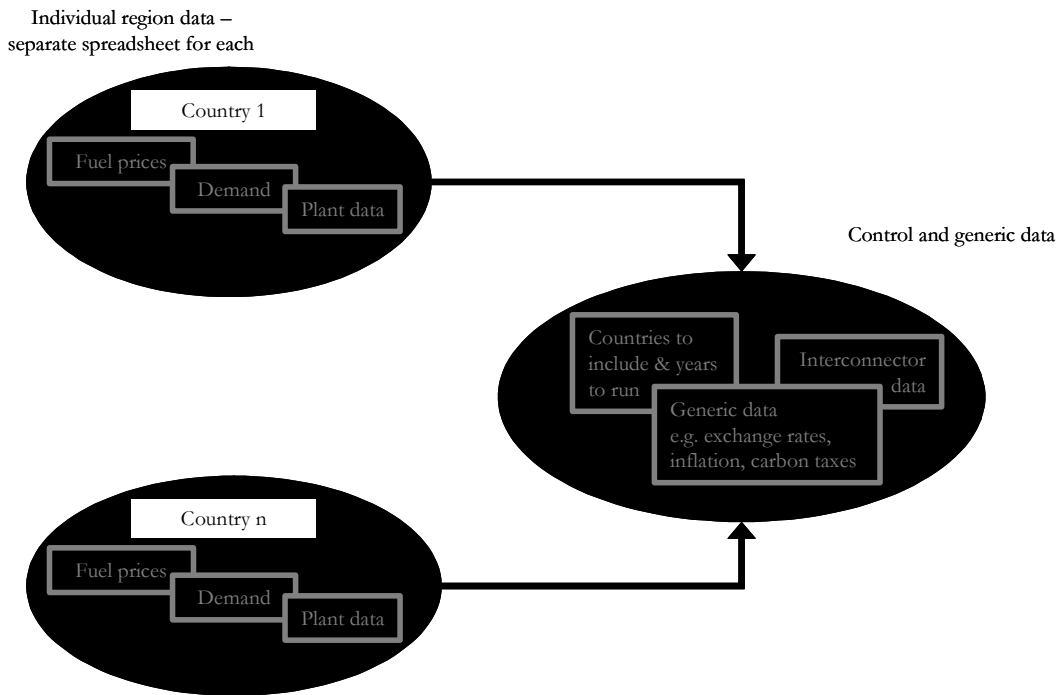 Individual region data –
separate spreadsheet for each
Country 1
Fuel prices
Demand
Plant data
Control and generic data
Countries to
include & years
to run
Interconnector
data
Generic data
e.g. exchange rates,
inflation, carbon taxes
Country n
Fuel prices
Demand
Plant data